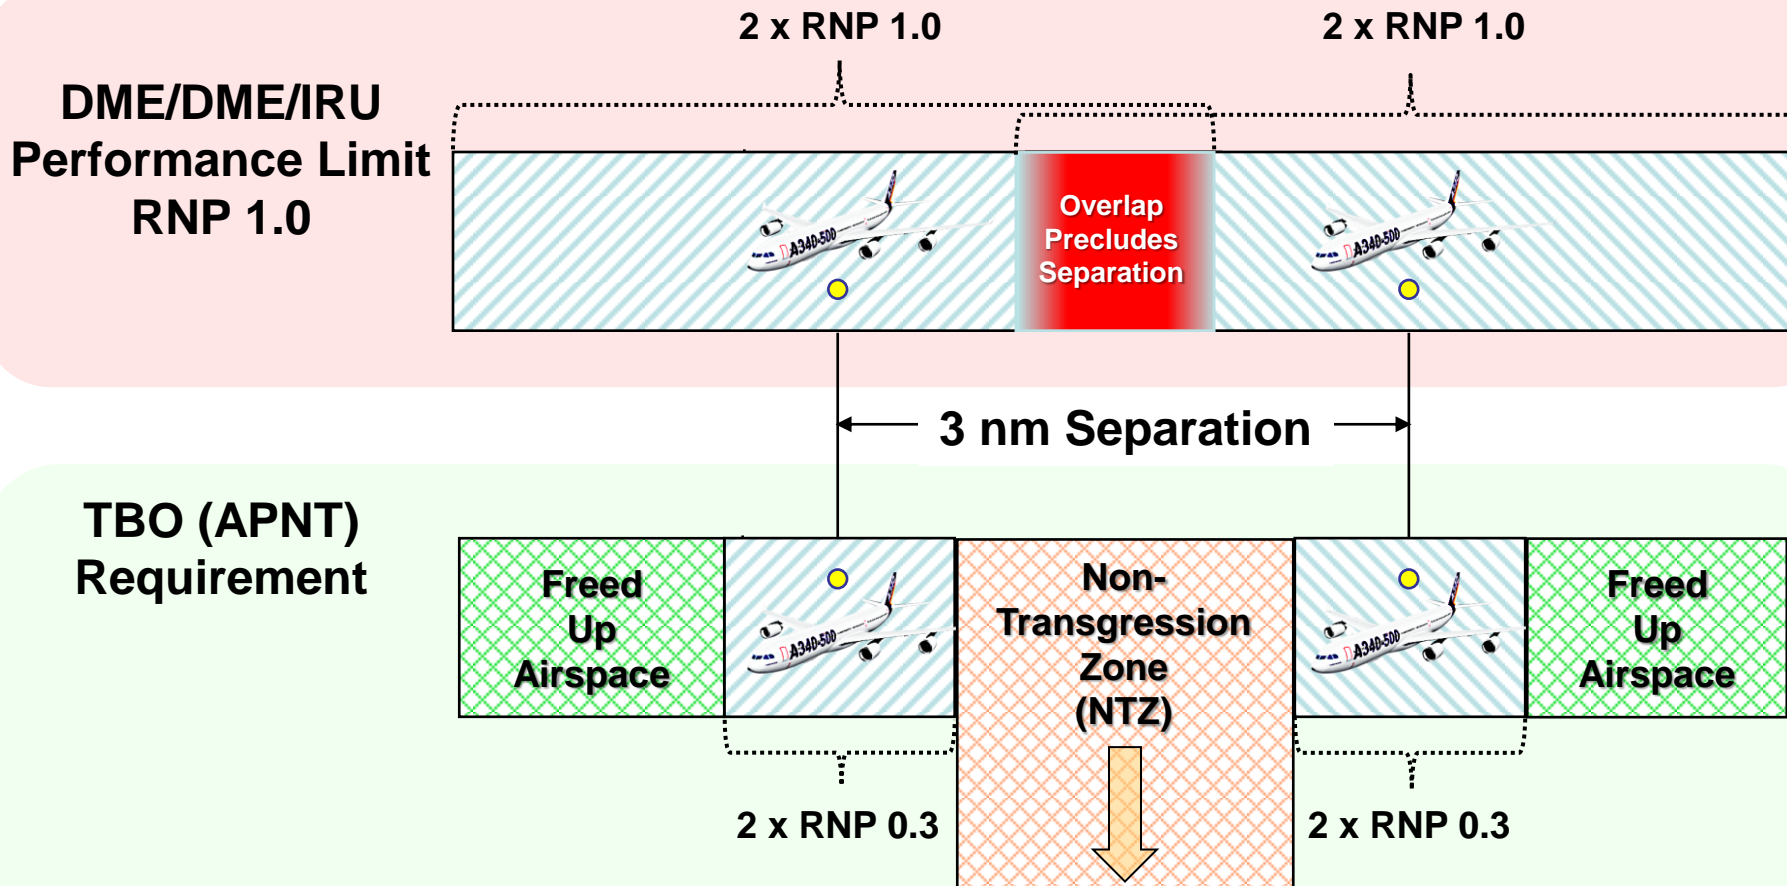 2 x RNP 1.0
2 x RNP 1.0
DME/DME/IRU
Performance Limit
RNP 1.0
A340-500
Overlap
Precludes
Separation
A340-500
3 nm Separation
TBO (APNT)
Requirement
Freed
Up
Airspace
A340-500
Non-
Transgression
Zone
(NTZ)
A340-500
Freed
Up
Airspace
2 x RNP 0.3
2 x RNP 0.3